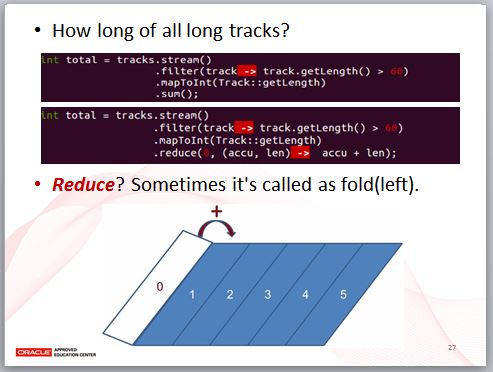 • How long of all long tracks?
int total = tracks.stream()
.filter(track -> track.getLength() > 60)
.mapToInt(Track::getLength)
.sum();
int total = tracks.stream()
.filter(track -> track.getLength() > 60)
.mapToInt(Track::getLength)
.reduce(0, (accu, len) -> accu + len);
• Reduce? Sometimes it's called as fold(left).
+
0 1 2 3 4 5
ORACLE APPROVED
EDUCATION CENTER
27